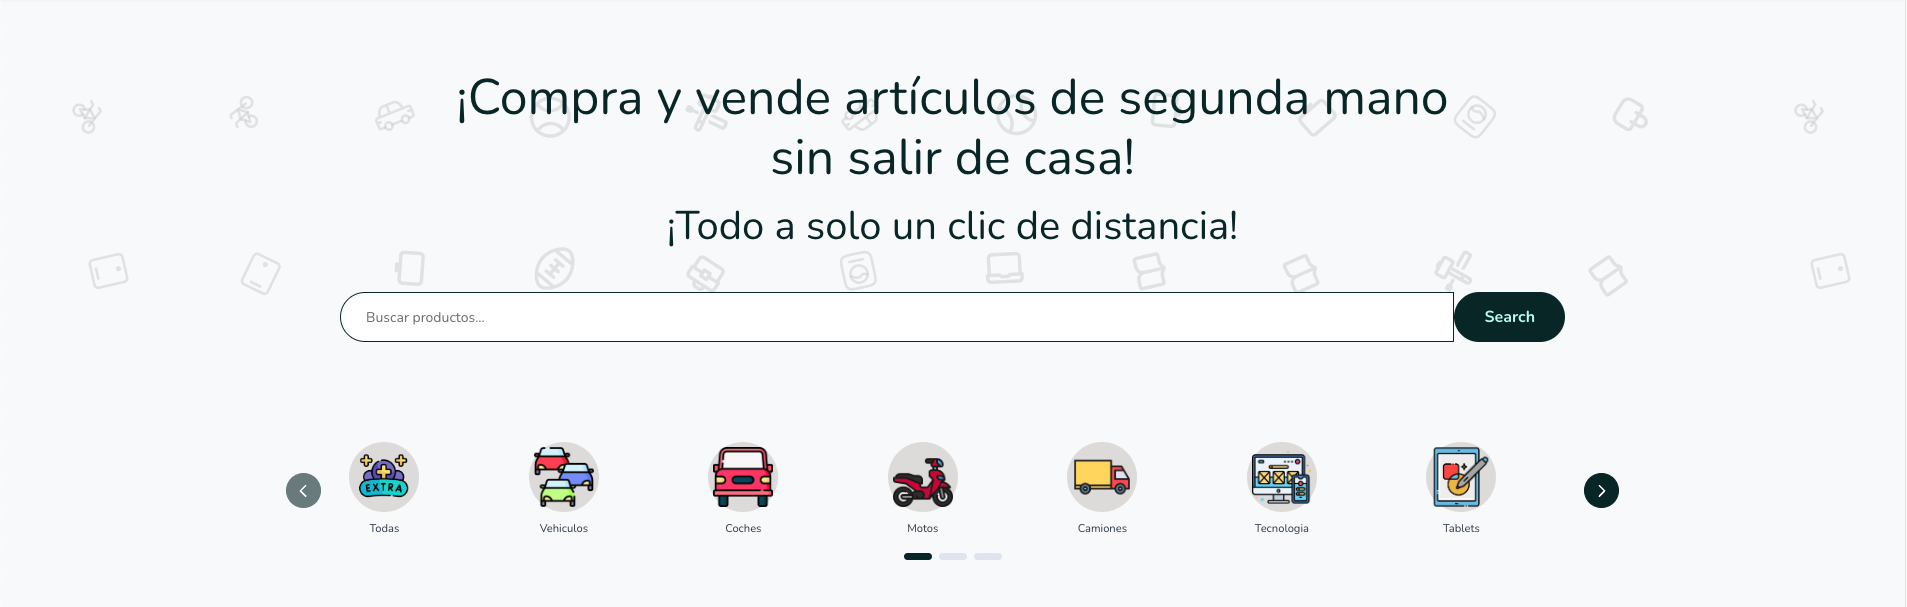 ¡Compra y vende artículos de segunda mano
sin salir de casa!
¡Todo a solo un clic de distancia!
Buscar productos...
Search
EXTRA
Todas
Vehiculos
Coches
Motos
Camiones
Tecnologia
Tablets